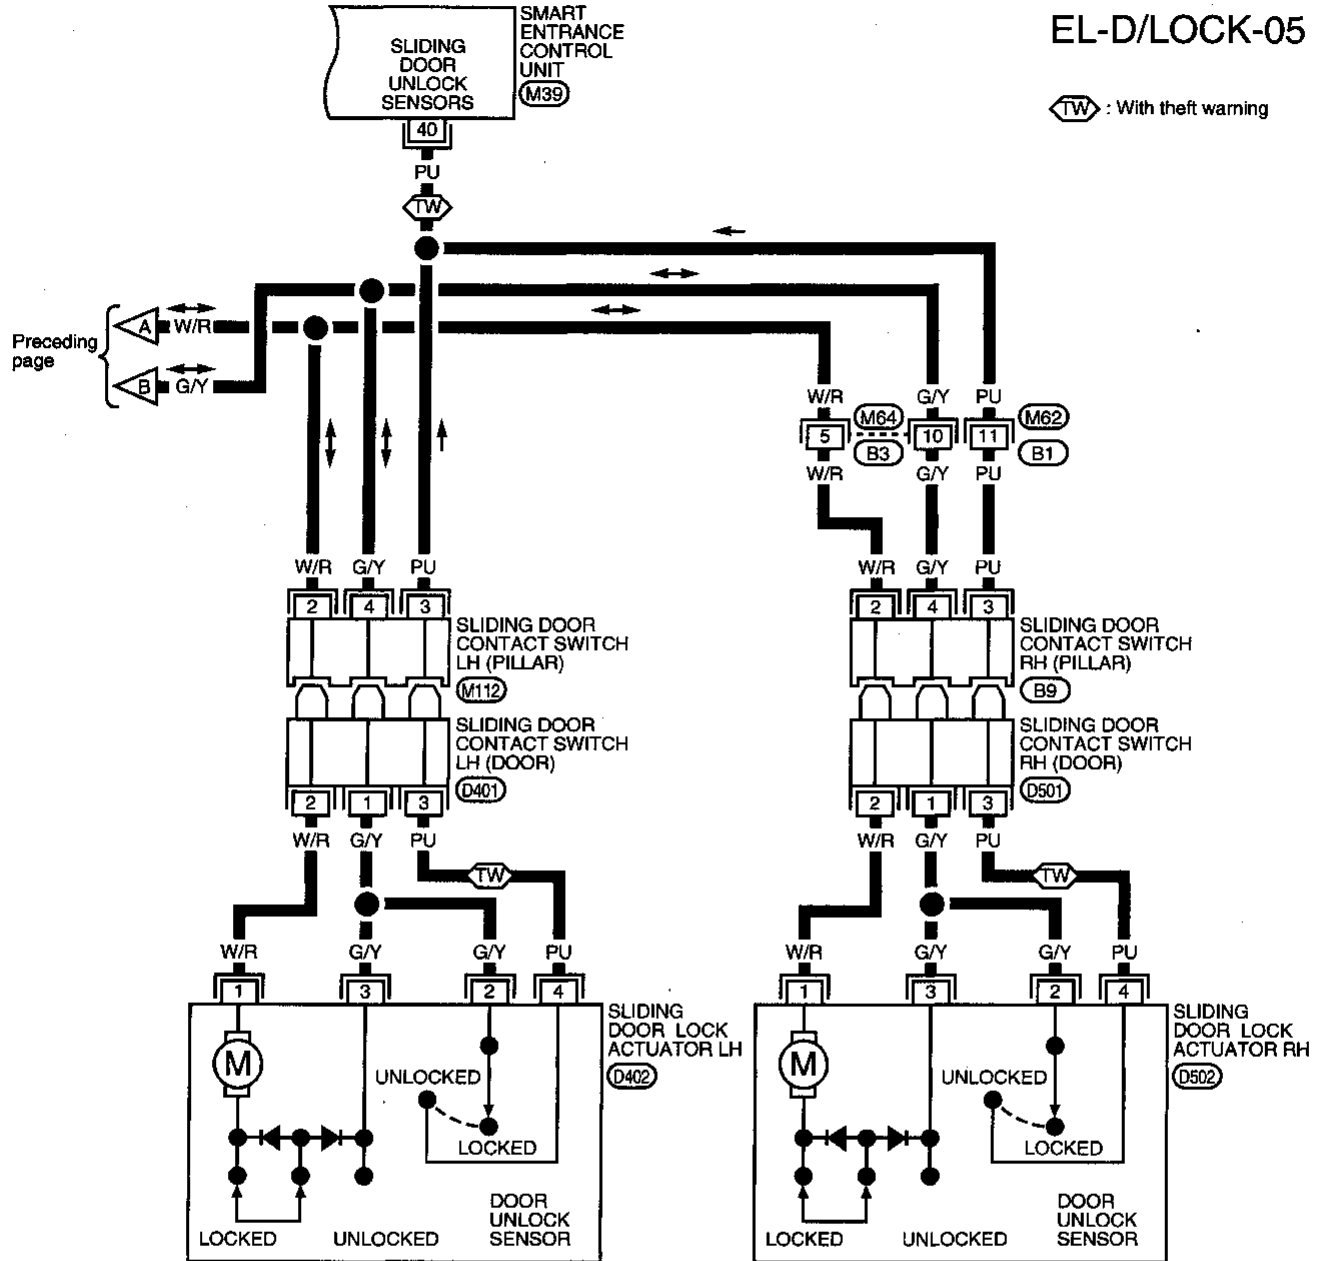 EL-D/LOCK-05
TW : With theft warning
SMART
ENTRANCE
CONTROL
UNIT
M39
SLIDING
DOOR
UNLOCK
SENSORS
40
PU
TW
Preceding
page
A W/R
B G/Y
W/R G/Y PU
M64 M62
5 10 11
B3 B1
W/R G/Y PU
W/R G/Y PU
2 4 3
SLIDING DOOR
CONTACT SWITCH
LH (PILLAR)
M112
SLIDING DOOR
CONTACT SWITCH
LH (DOOR)
D401
2 1 3
W/R G/Y PU
TW
W/R G/Y G/Y PU
1 3 2 4
SLIDING
DOOR LOCK
ACTUATOR LH
D402
M
UNLOCKED
LOCKED
DOOR
UNLOCK
SENSOR
LOCKED UNLOCKED
W/R G/Y PU
2 4 3
SLIDING DOOR
CONTACT SWITCH
RH (PILLAR)
B9
SLIDING DOOR
CONTACT SWITCH
RH (DOOR)
D501
2 1 3
W/R G/Y PU
TW
W/R G/Y G/Y PU
1 3 2 4
SLIDING
DOOR LOCK
ACTUATOR RH
D502
M
UNLOCKED
LOCKED
DOOR
UNLOCK
SENSOR
LOCKED UNLOCKED